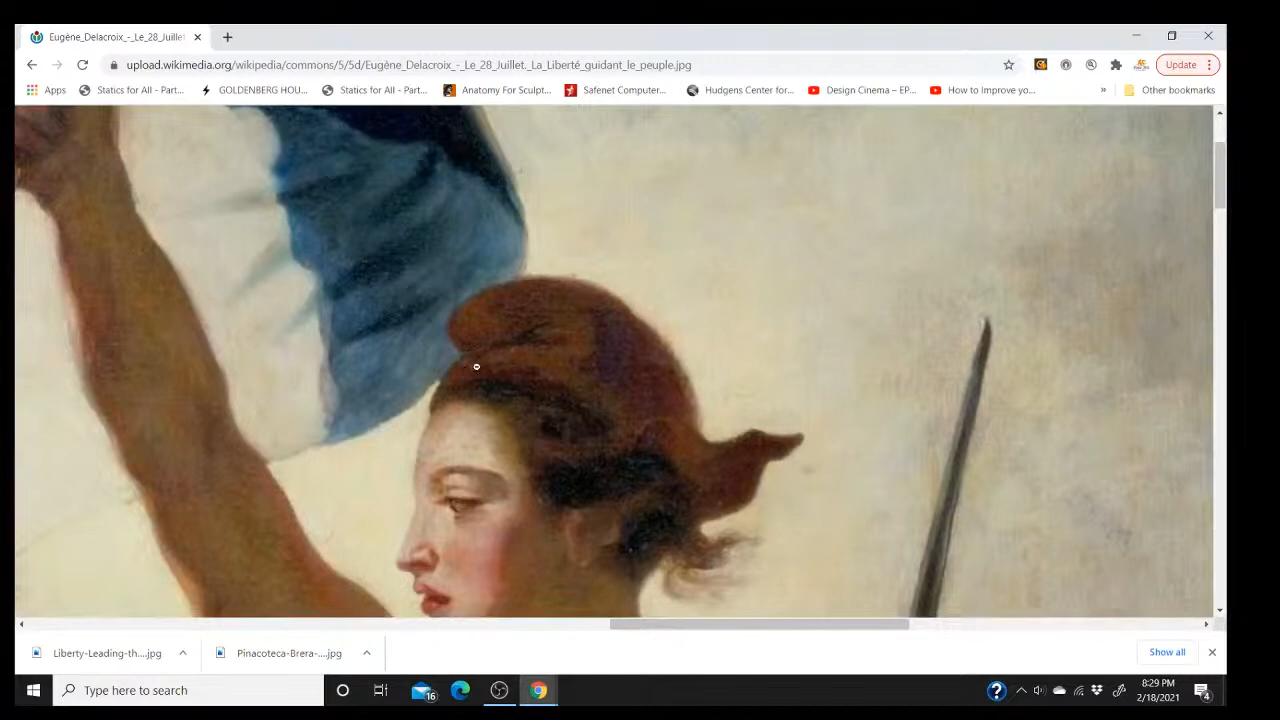 Eugène_Delacroix_-_Le_28_Juillet
upload.wikimedia.org/wikipedia/commons/5/5d/Eugène_Delacroix_-_Le_28_Juillet._La_Liberté_guidant_le_peuple.jpg
Update
Apps
Statics for All - Part...
GOLDENBERG HOU...
Statics for All - Part...
Anatomy For Sculpt...
Safenet Computer...
Hudgens Center for...
Design Cinema – EP...
How to Improve yo...
»
Other bookmarks
Liberty-Leading-th....jpg
Pinacoteca-Brera-....jpg
Show all
Type here to search
16
8:29 PM
2/18/2021
4